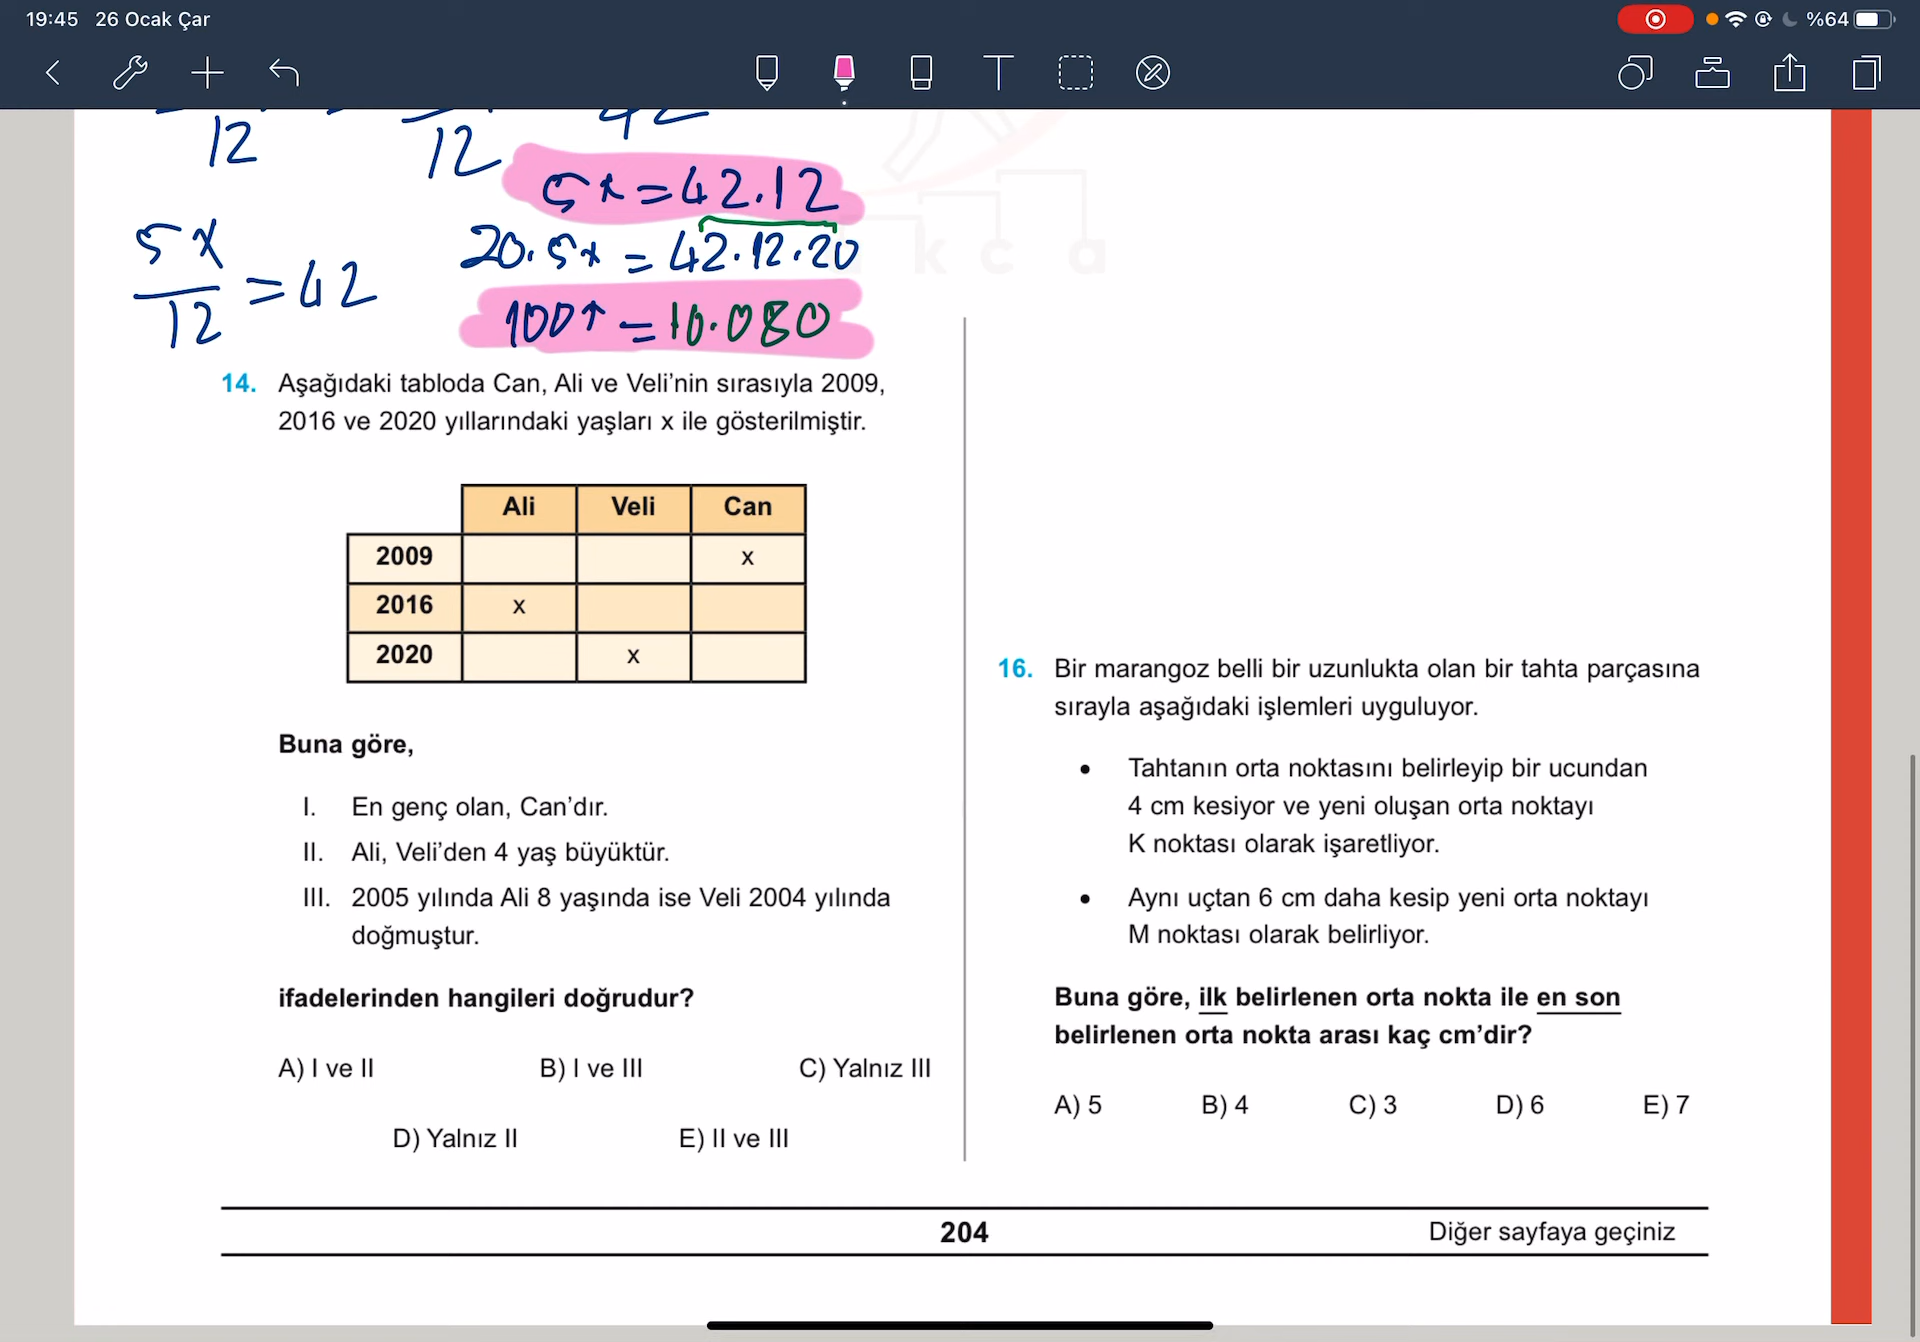 19:45 26 Ocak Çar
%64
12
12
42
5x = 42.12
5x
12
= 42
20.5x = 42.12.20
100x = 10.080
k c a
14. Aşağıdaki tabloda Can, Ali ve Veli'nin sırasıyla 2009,
2016 ve 2020 yıllarındaki yaşları x ile gösterilmiştir.
Ali Veli Can
2009 x
2016 x
2020 x
Buna göre,
I. En genç olan, Can'dır.
II. Ali, Veli'den 4 yaş büyüktür.
III. 2005 yılında Ali 8 yaşında ise Veli 2004 yılında
doğmuştur.
ifadelerinden hangileri doğrudur?
A) I ve II B) I ve III C) Yalnız III
D) Yalnız II E) II ve III
16. Bir marangoz belli bir uzunlukta olan bir tahta parçasına
sırayla aşağıdaki işlemleri uyguluyor.
• Tahtanın orta noktasını belirleyip bir ucundan
4 cm kesiyor ve yeni oluşan orta noktayı
K noktası olarak işaretliyor.
• Aynı uçtan 6 cm daha kesip yeni orta noktayı
M noktası olarak belirliyor.
Buna göre, ilk belirlenen orta nokta ile en son
belirlenen orta nokta arası kaç cm'dir?
A) 5 B) 4 C) 3 D) 6 E) 7
204
Diğer sayfaya geçiniz